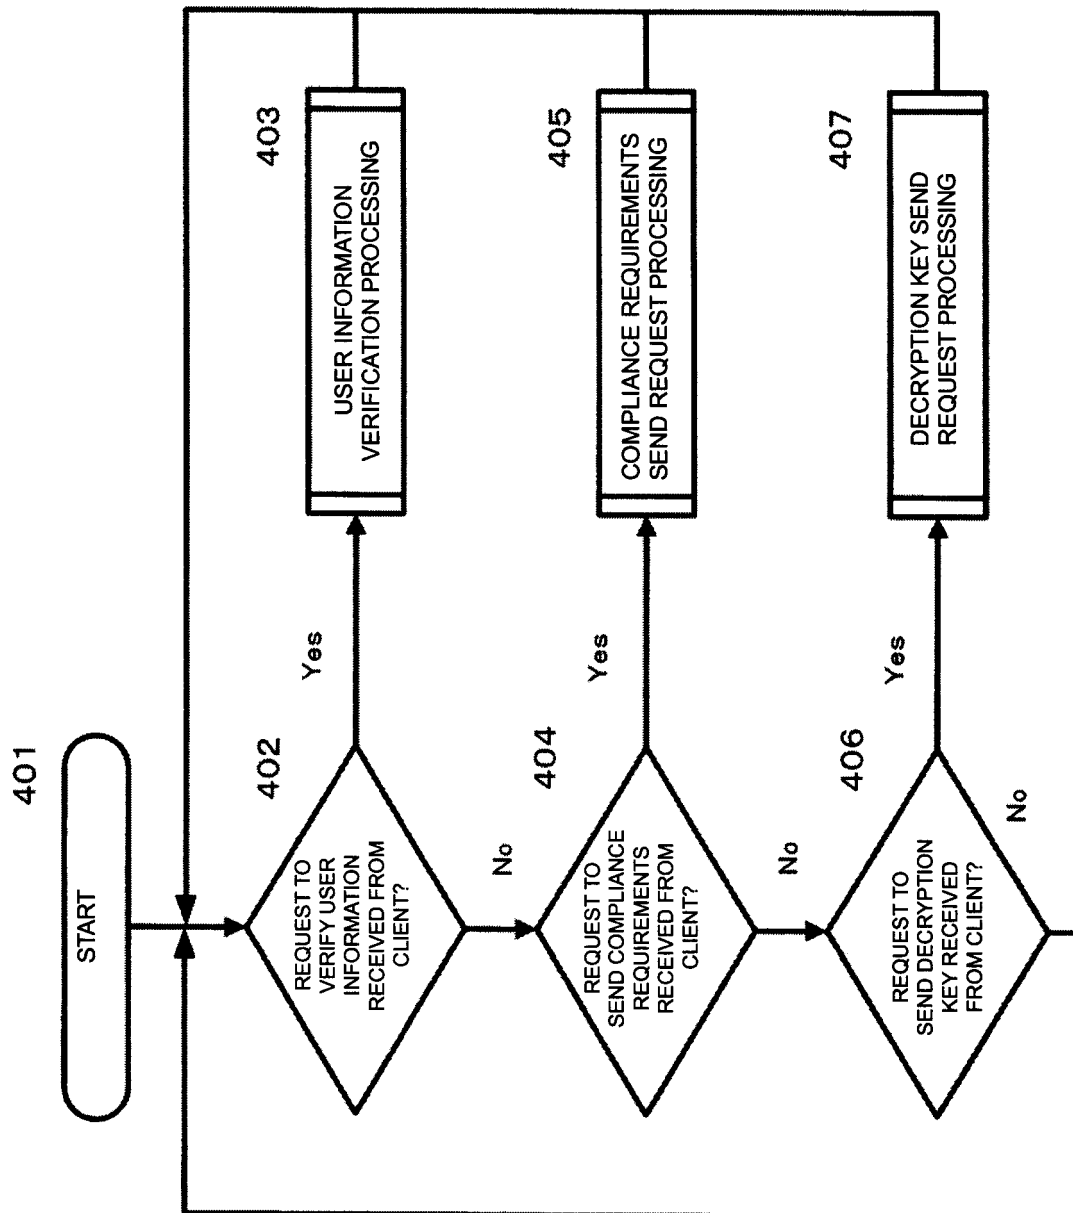 401
START
402
REQUEST TO
VERIFY USER
INFORMATION
RECEIVED FROM
CLIENT?
Yes
403
USER INFORMATION
VERIFICATION PROCESSING
No
404
REQUEST TO
SEND COMPLIANCE
REQUIREMENTS
RECEIVED FROM
CLIENT?
Yes
405
COMPLIANCE REQUIREMENTS
SEND REQUEST PROCESSING
No
406
REQUEST TO
SEND DECRYPTION
KEY RECEIVED
FROM CLIENT?
Yes
407
DECRYPTION KEY SEND
REQUEST PROCESSING
No